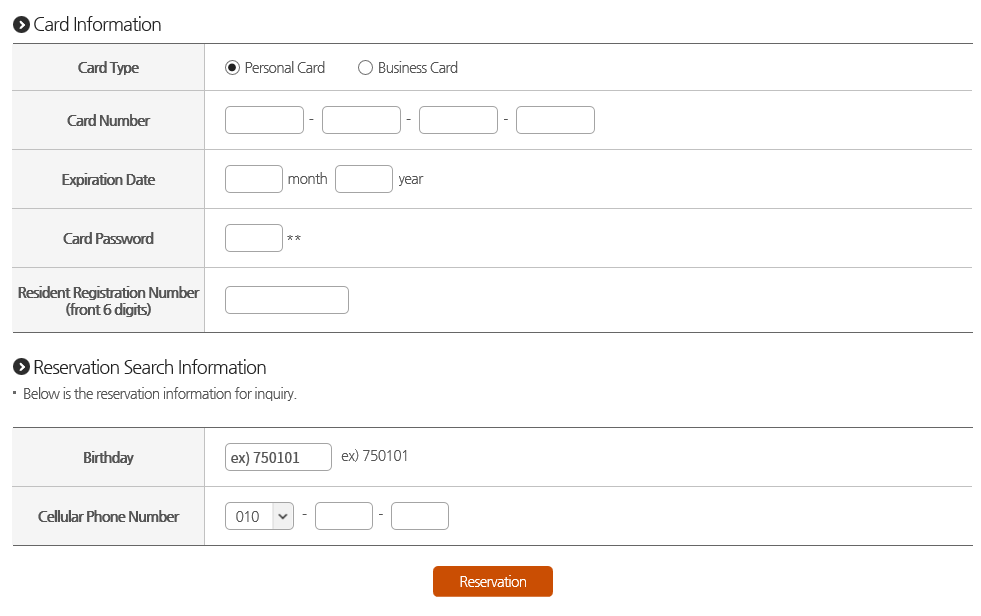 Card Information
Card Type Personal Card Business Card
Card Number - - -
Expiration Date month year
Card Password **
Resident Registration Number
(front 6 digits)
Reservation Search Information
Below is the reservation information for inquiry.
Birthday ex) 750101 ex) 750101
Cellular Phone Number 010 - -
Reservation